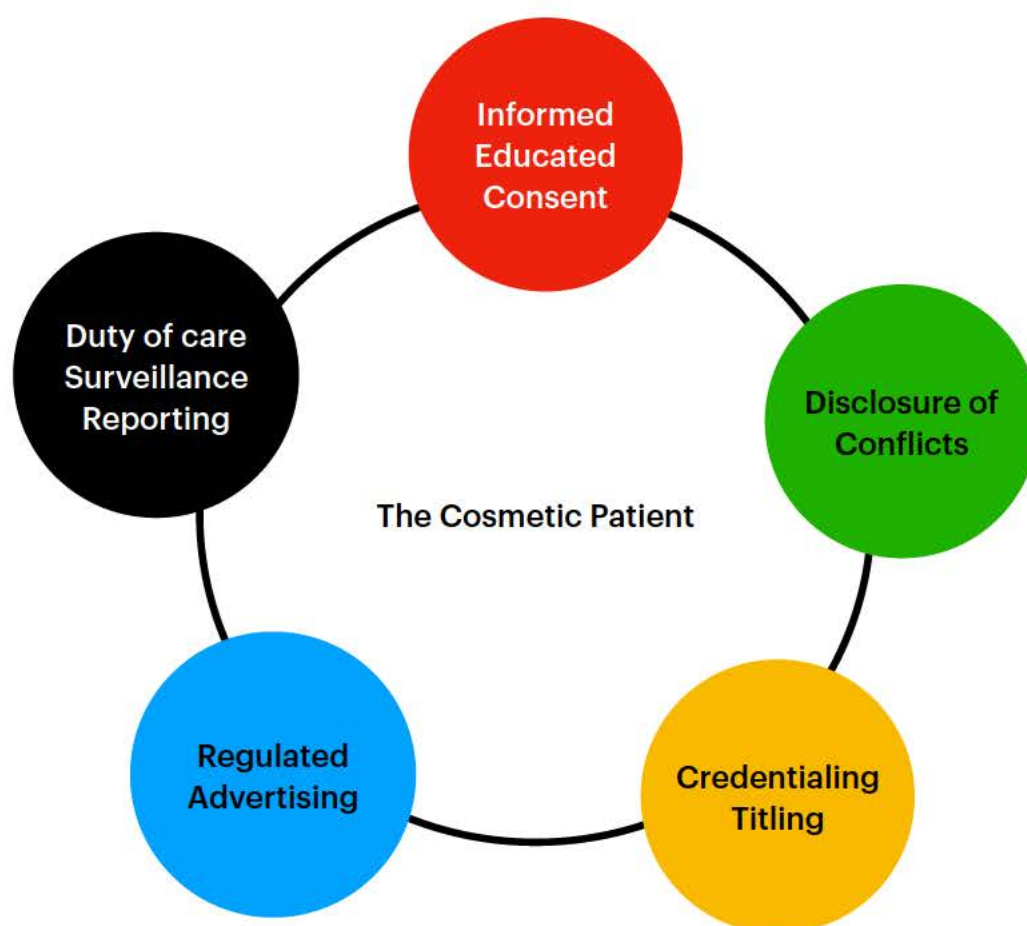 Informed
Educated
Consent
Duty of care
Surveillance
Reporting
Disclosure of
Conflicts
The Cosmetic Patient
Regulated
Advertising
Credentialing
Titling